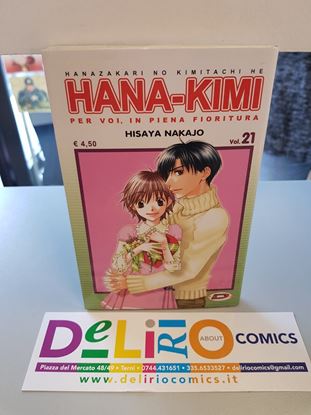 HANAZAKARI NO KIMITACHI HE
HANA-KIMI
PER VOI, IN PIENA FIORITURA
HISAYA NAKAJO
€ 4,50
Vol. 21
DeLiRiO ABOUT COMICS
Piazza del Mercato 48/49 • Terni • 0744.431651 • 335.6533527 • deliriocomics@gmail.com
www.deliriocomics.it